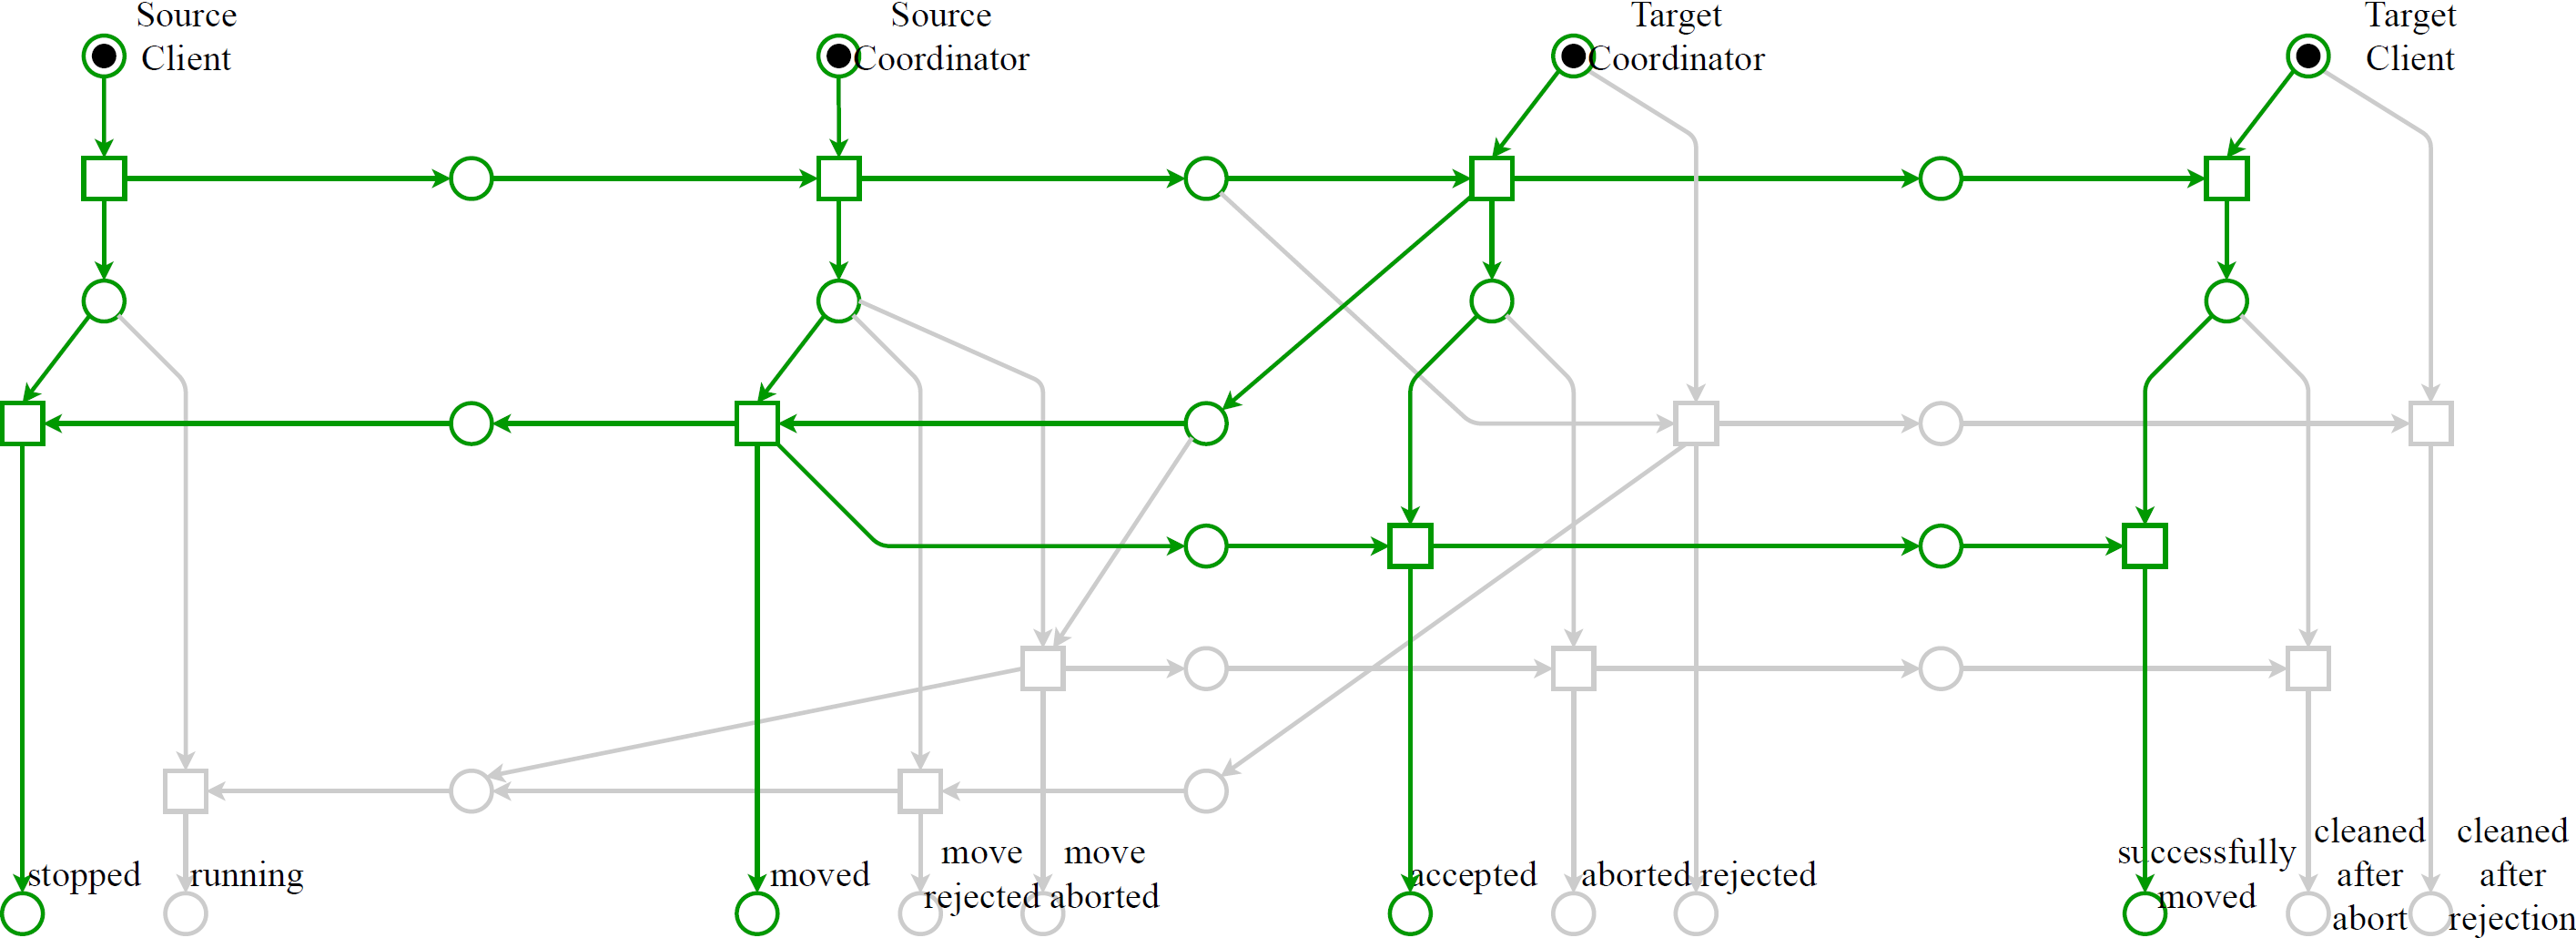 Source
Client
Source
Coordinator
Target
Coordinator
Target
Client
stopped
running
moved
move
rejected
move
aborted
accepted
aborted
rejected
successfully
moved
cleaned
after
abort
cleaned
after
rejection